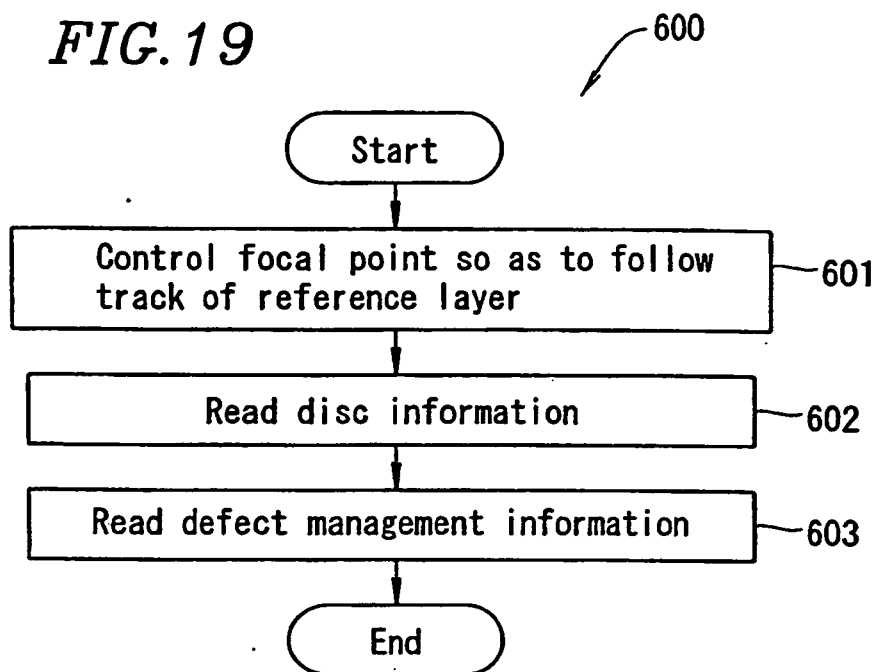 FIG.19
600
Start
Control focal point so as to follow
track of reference layer
601
Read disc information
602
Read defect management information
603
End